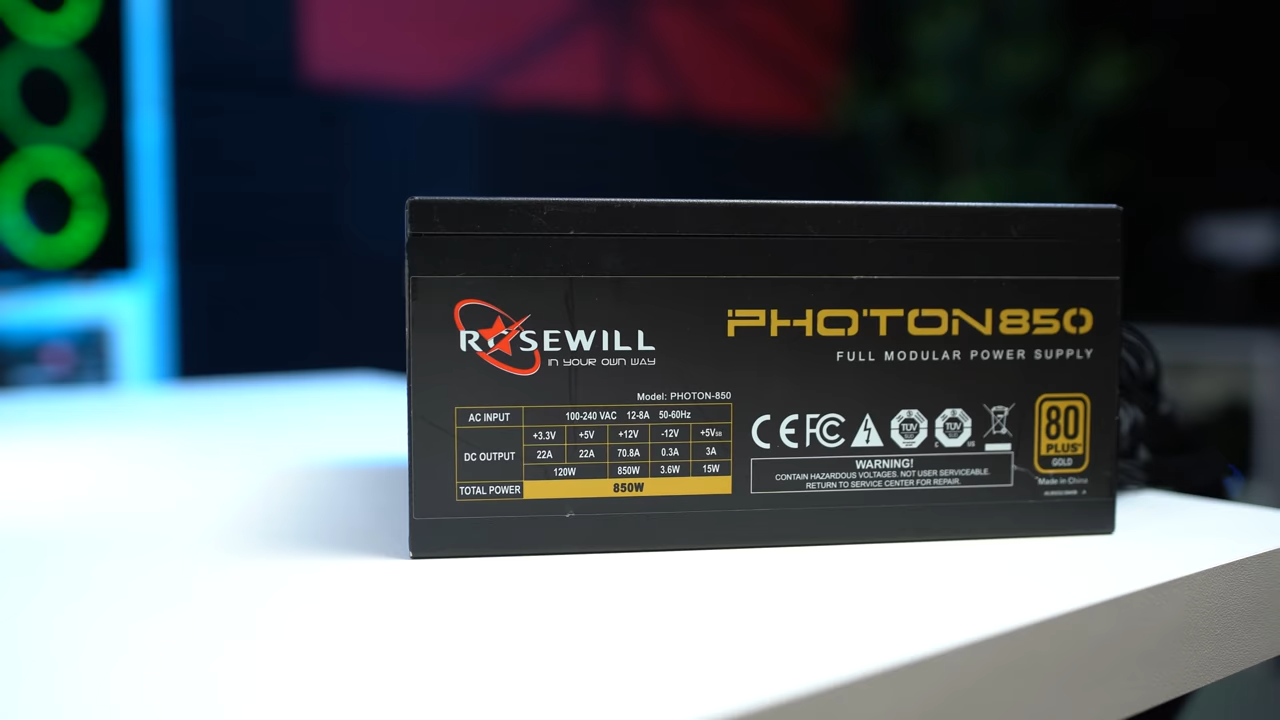 ROSEWILL
IN YOUR OWN WAY
PHOTON850
FULL MODULAR POWER SUPPLY
Model: PHOTON-850
AC INPUT 100-240 VAC 12-8A 50-60Hz
DC OUTPUT +3.3V +5V +12V -12V +5VSB
22A 22A 70.8A 0.3A 3A
120W 850W 3.6W 15W
TOTAL POWER 850W
CE FC
TÜV
C TÜV US
WARNING!
CONTAIN HAZARDOUS VOLTAGES. NOT USER SERVICEABLE.
RETURN TO SERVICE CENTER FOR REPAIR.
80
PLUS
GOLD
Made in China